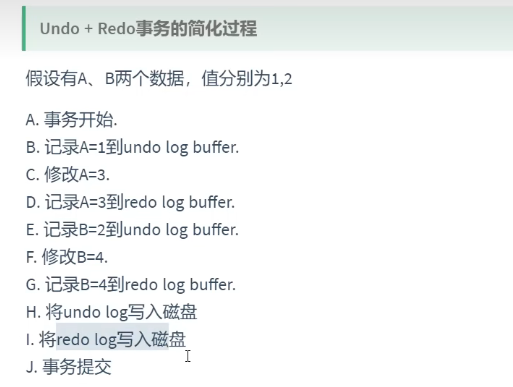 Undo + Redo事务的简化过程
假设有A、B两个数据，值分别为1,2
A. 事务开始.
B. 记录A=1到undo log buffer.
C. 修改A=3.
D. 记录A=3到redo log buffer.
E. 记录B=2到undo log buffer.
F. 修改B=4.
G. 记录B=4到redo log buffer.
H. 将undo log写入磁盘
I. 将redo log写入磁盘
J. 事务提交